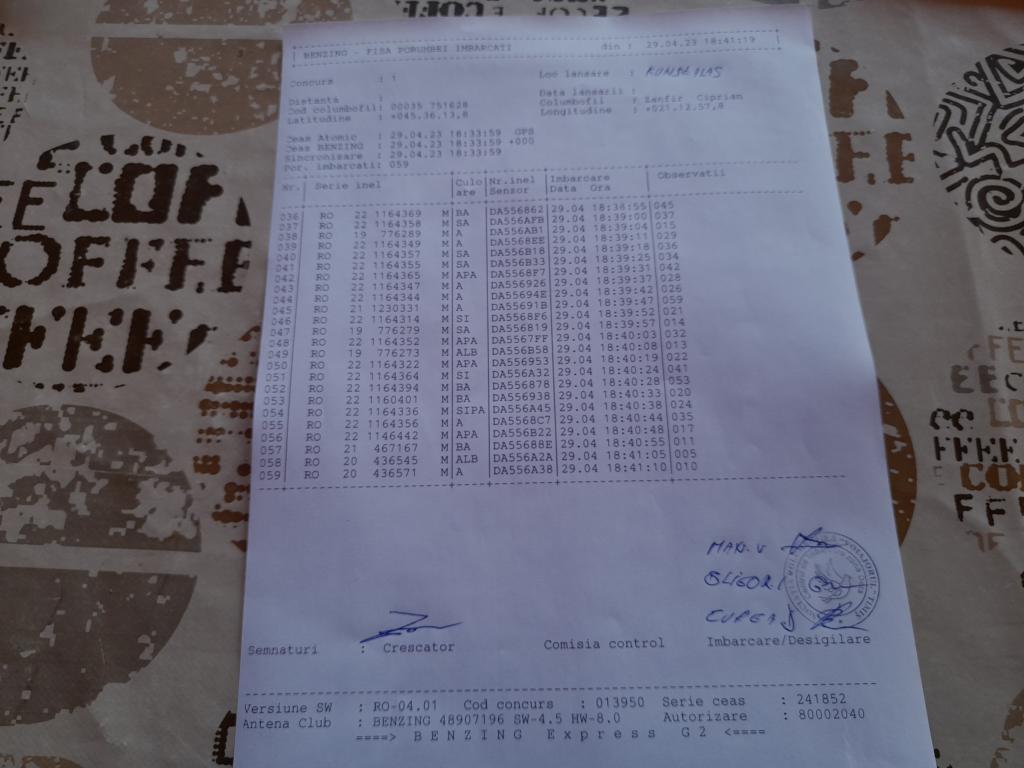 BENZING - FISA PORUMBEI IMBARCATI din : 29.04.23 18:41:19
Concurs : 1 Loc lansare :
Distanta : Data lansarii :
Cod columbofil: 00035 751628 Columbofil : Zanfir Ciprian
Latitudine : +045,36.13,8 Longitudine : +021,12.57,8
Ceas Atomic : 29.04.23 18:33:59 GPS
Ceas BENZING : 29.04.23 18:33:59 +000
Sincronizare : 29.04.23 18:33:59
Por. imbarcati: 059
Nr. Serie inel Culo Nr.inel Imbarcare Observatii
are Sensor Data Ora
036 RO 22 1164369 M BA DA556862 29.04 18:38:55 045
037 RO 22 1164358 M SA DA556AFB 29.04 18:39:00 037
038 RO 19 776289 M A DA556AB1 29.04 18:39:04 015
039 RO 22 1164349 M A DA5568EE 29.04 18:39:11 029
040 RO 22 1164357 M SA DA556B18 29.04 18:39:18 036
041 RO 22 1164355 M SA DA556B33 29.04 18:39:25 034
042 RO 22 1164365 M APA DA5568F7 29.04 18:39:31 042
043 RO 22 1164347 M A DA556926 29.04 18:39:37 028
044 RO 22 1164344 M A DA55694E 29.04 18:39:42 026
045 RO 21 1230331 M A DA55691B 29.04 18:39:47 059
046 RO 22 1164314 M SI DA5568F6 29.04 18:39:52 021
047 RO 19 776279 M SA DA556819 29.04 18:39:57 014
048 RO 22 1164352 M APA DA5567FF 29.04 18:40:03 032
049 RO 19 776273 M ALB DA556B58 29.04 18:40:08 013
050 RO 22 1164322 M APA DA556953 29.04 18:40:19 022
051 RO 22 1164364 M SI DA556A32 29.04 18:40:24 041
052 RO 22 1164394 M BA DA556878 29.04 18:40:28 053
053 RO 22 1160401 M BA DA556938 29.04 18:40:33 020
054 RO 22 1164336 M SIPA DA556A45 29.04 18:40:38 024
055 RO 22 1164356 M A DA5568C7 29.04 18:40:44 035
056 RO 22 1146442 M APA DA556B22 29.04 18:40:48 017
057 RO 21 467167 M BA DA55688E 29.04 18:40:55 011
058 RO 20 436545 M ALB DA556A2A 29.04 18:41:05 005
059 RO 20 436571 M A DA556A38 29.04 18:41:10 010
Semnaturi : Crescator Comisia control Imbarcare/Desigilare
Versiune SW : RO-04.01 Cod concurs : 013950 Serie ceas : 241852
Antena Club : BENZING 48907196 SW-4.5 HW-8.0 Autorizare : 80002040
====> B E N Z I N G E x p r e s s G 2 <====
COFFEE